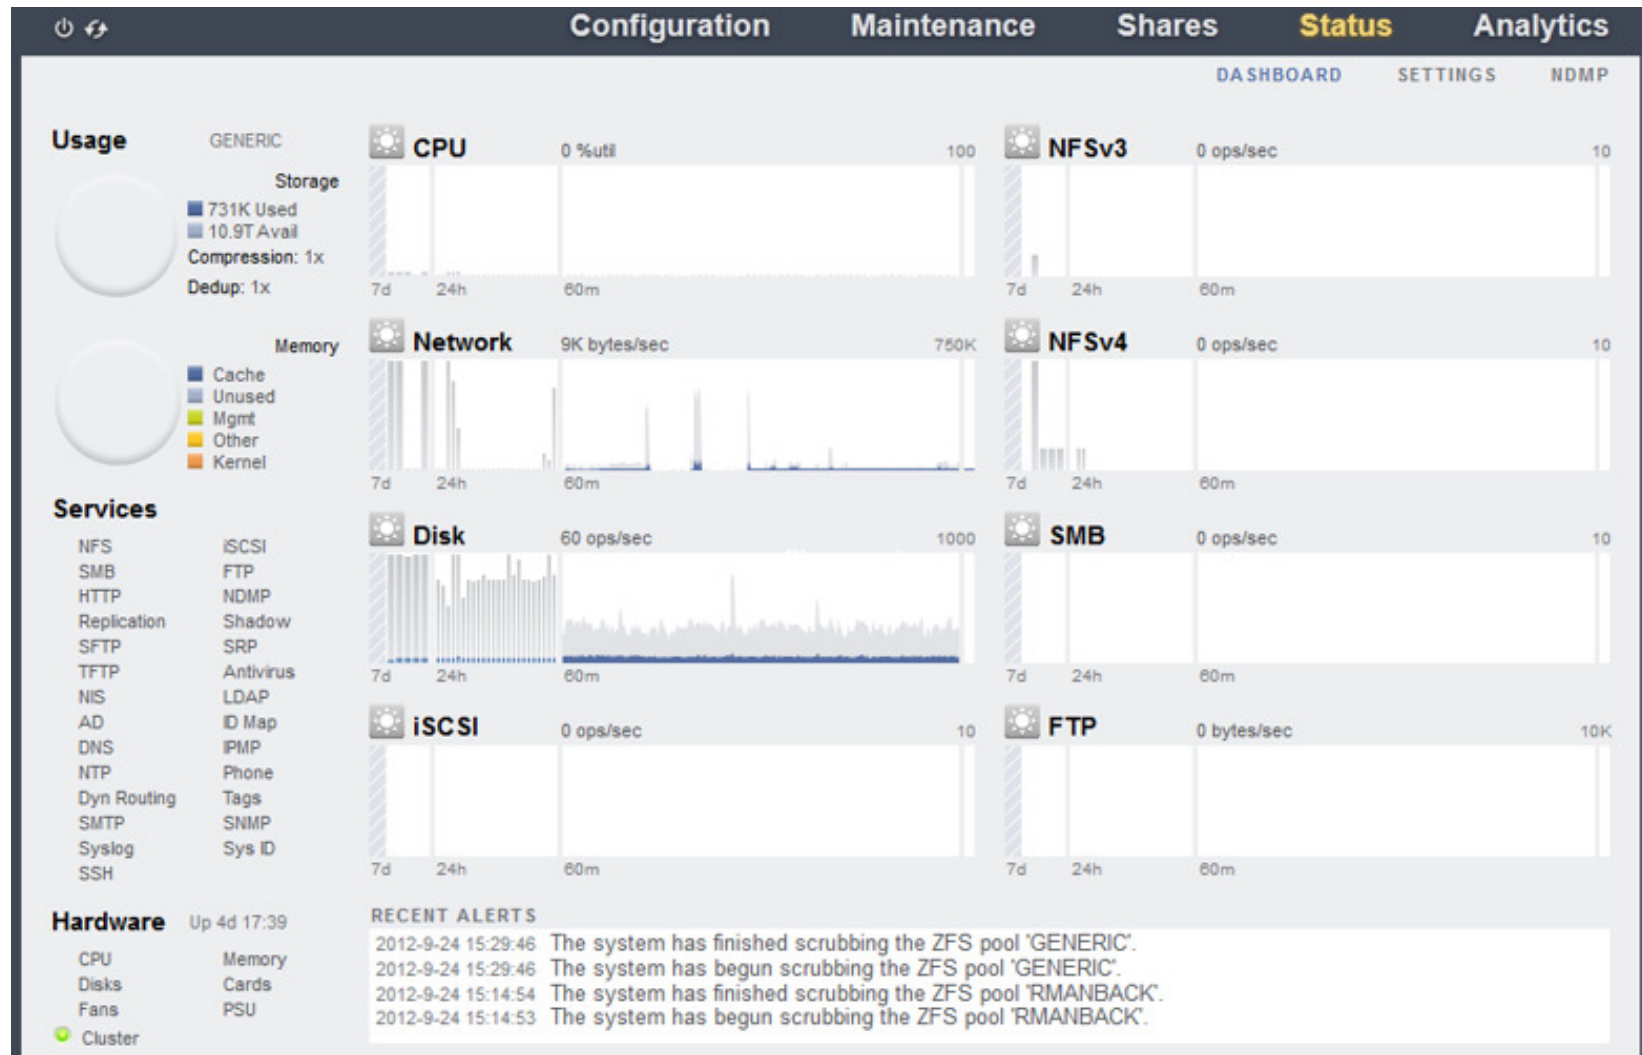 Configuration Maintenance Shares Status Analytics
DASHBOARD SETTINGS NDMP
Usage GENERIC
Storage
731K Used
10.9T Avail
Compression: 1x
Dedup: 1x
Memory
Cache
Unused
Mgmt
Other
Kernel
Services
NFS iSCSI
SMB FTP
HTTP NDMP
Replication Shadow
SFTP SRP
TFTP Antivirus
NIS LDAP
AD ID Map
DNS IPMP
NTP Phone
Dyn Routing Tags
SMTP SNMP
Syslog Sys ID
SSH
Hardware Up 4d 17:39
CPU Memory
Disks Cards
Fans PSU
Cluster
CPU 0 %util 100
7d 24h 60m
NFSv3 0 ops/sec 10
7d 24h 60m
Network 9K bytes/sec 750K
7d 24h 60m
NFSv4 0 ops/sec 10
7d 24h 60m
Disk 60 ops/sec 1000
7d 24h 60m
SMB 0 ops/sec 10
7d 24h 60m
iSCSI 0 ops/sec 10
7d 24h 60m
FTP 0 bytes/sec 10K
7d 24h 60m
RECENT ALERTS
2012-9-24 15:29:46 The system has finished scrubbing the ZFS pool 'GENERIC'.
2012-9-24 15:29:46 The system has begun scrubbing the ZFS pool 'GENERIC'.
2012-9-24 15:14:54 The system has finished scrubbing the ZFS pool 'RMANBACK'.
2012-9-24 15:14:53 The system has begun scrubbing the ZFS pool 'RMANBACK'.